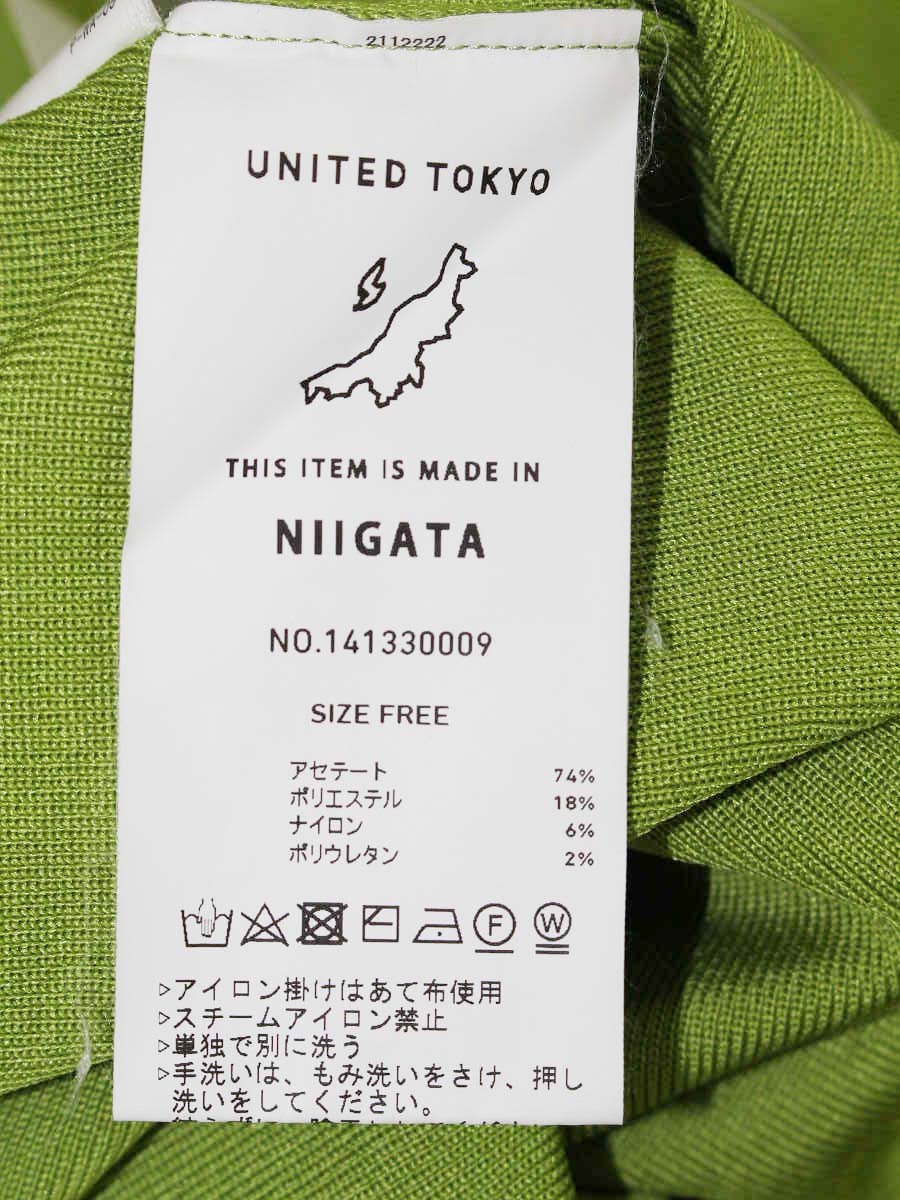 2112222
UNITED TOKYO
THIS ITEM IS MADE IN
NIIGATA
NO.141330009
SIZE FREE
アセテート 74%
ポリエステル 18%
ナイロン 6%
ポリウレタン 2%
F W
▷アイロン掛けはあて布使用
▷スチームアイロン禁止
▷単独で別に洗う
▷手洗いは、もみ洗いをさけ、押し
洗いをしてください。